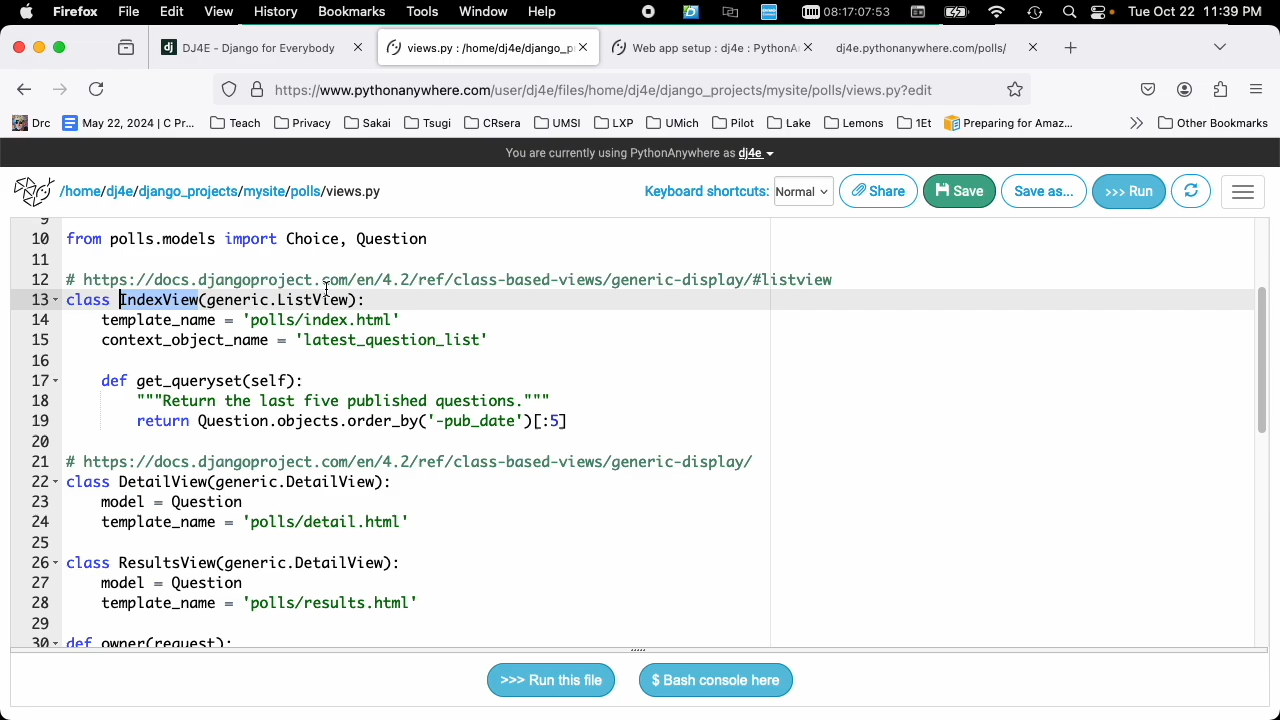 Firefox File Edit View History Bookmarks Tools Window Help 08:17:07:53 Tue Oct 22 11:39 PM
dj DJ4E - Django for Everybody views.py : /home/dj4e/django_p Web app setup : dj4e : PythonA dj4e.pythonanywhere.com/polls/
https://www.pythonanywhere.com/user/dj4e/files/home/dj4e/django_projects/mysite/polls/views.py?edit
Drc May 22, 2024 | C Pr... Teach Privacy Sakai Tsugi CRsera UMSI LXP UMich Pilot Lake Lemons 1Et Preparing for Amaz... Other Bookmarks
You are currently using PythonAnywhere as dj4e
/home/dj4e/django_projects/mysite/polls/views.py Keyboard shortcuts: Normal Share Save Save as... >>> Run
9
10 from polls.models import Choice, Question
11
12 # https://docs.djangoproject.com/en/4.2/ref/class-based-views/generic-display/#listview
13 class IndexView(generic.ListView):
14 template_name = 'polls/index.html'
15 context_object_name = 'latest_question_list'
16
17 def get_queryset(self):
18 """Return the last five published questions."""
19 return Question.objects.order_by('-pub_date')[:5]
20
21 # https://docs.djangoproject.com/en/4.2/ref/class-based-views/generic-display/
22 class DetailView(generic.DetailView):
23 model = Question
24 template_name = 'polls/detail.html'
25
26 class ResultsView(generic.DetailView):
27 model = Question
28 template_name = 'polls/results.html'
29
30 def owner(request):
>>> Run this file $ Bash console here